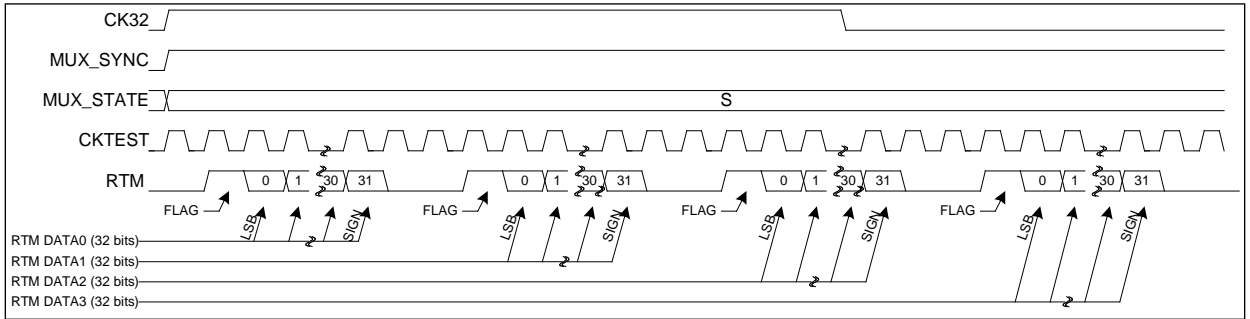 CK32
MUX_SYNC
MUX_STATE S
CKTEST
RTM 0 1 30 31 0 1 30 31 0 1 30 31 0 1 30 31
FLAG FLAG FLAG FLAG
LSB SIGN LSB SIGN LSB SIGN LSB SIGN
RTM DATA0 (32 bits)
RTM DATA1 (32 bits)
RTM DATA2 (32 bits)
RTM DATA3 (32 bits)